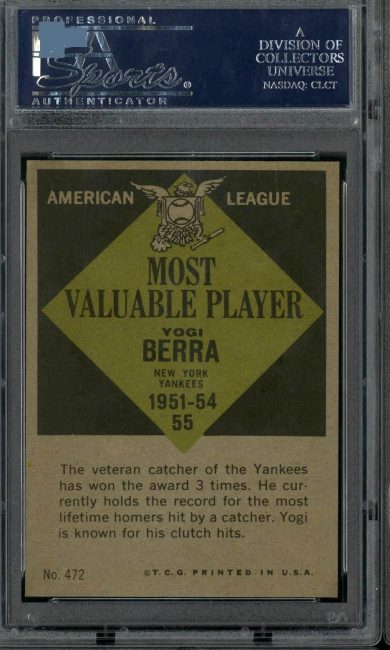 PROFESSIONAL
Sports
AUTHENTICATOR
A
DIVISION OF
COLLECTORS
UNIVERSE
NASDAQ: CLCT
AMERICAN LEAGUE
MOST
VALUABLE PLAYER
YOGI
BERRA
NEW YORK
YANKEES
1951-54
55
The veteran catcher of the Yankees
has won the award 3 times. He cur-
rently holds the record for the most
lifetime homers hit by a catcher. Yogi
is known for his clutch hits.
No. 472
©T.C.G. PRINTED IN U.S.A.